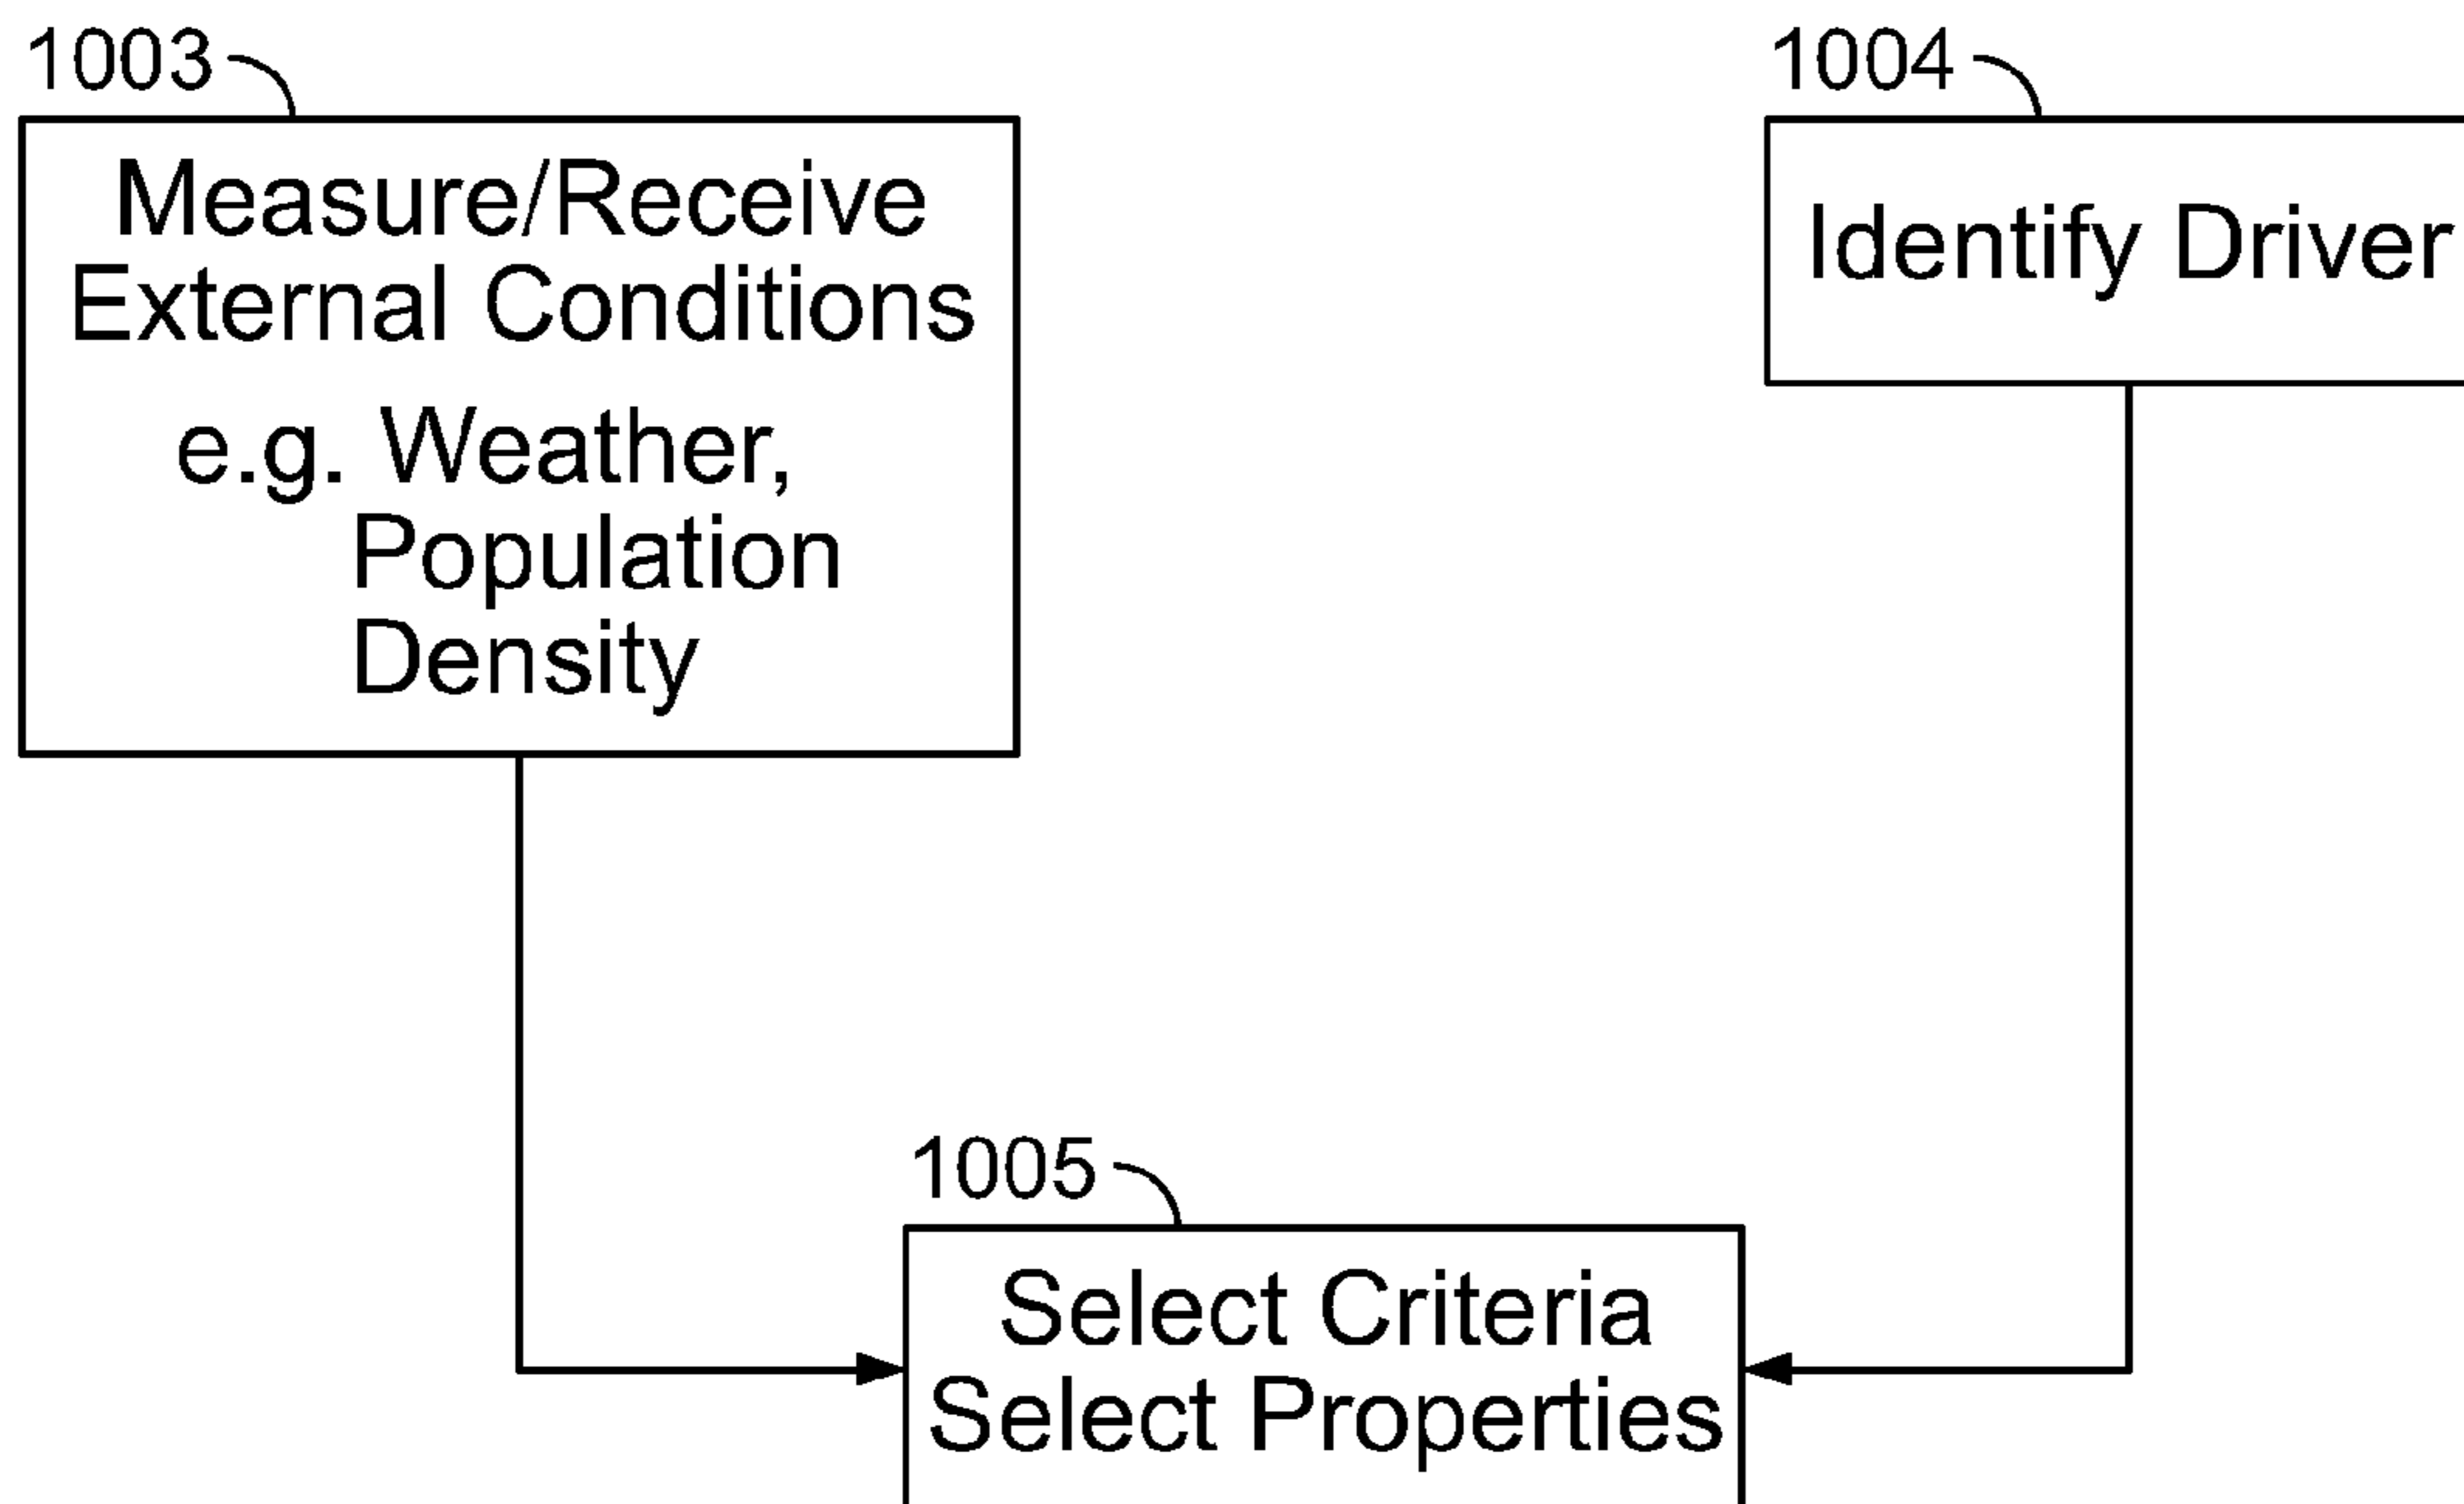 1003
Measure/Receive
External Conditions
e.g. Weather,
Population
Density
1004
Identify Driver
1005
Select Criteria
Select Properties